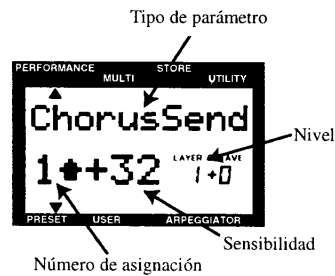 Tipo de parámetro
PERFORMANCE MULTI STORE UTILITY
ChorusSend
Nivel
LAYER OCTAVE
1 +32 1+0
PRESET USER ARPEGGIATOR
Sensibilidad
Número de asignación